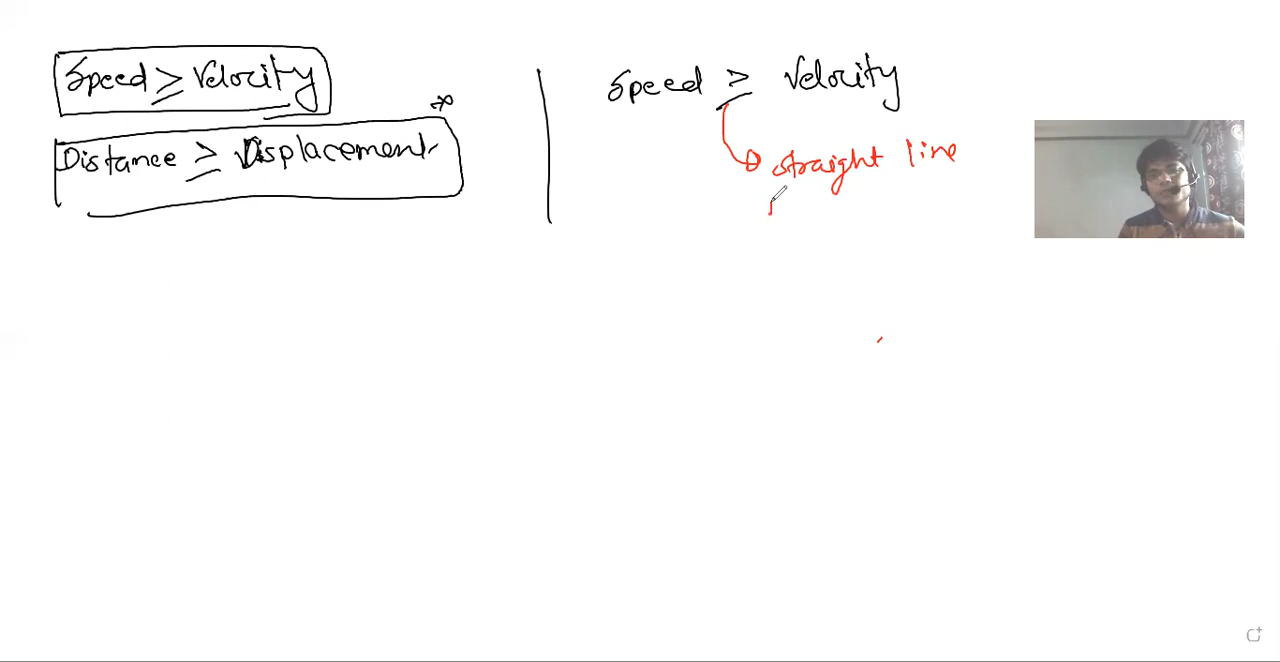 Speed ≥ Velocity
Distance ≥ Displacement
Speed ≥ Velocity
straight line